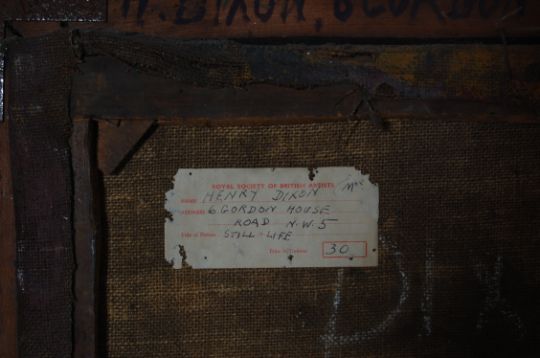 H. DIXON, 6 GORDON
ROYAL SOCIETY OF BRITISH ARTISTS
NAME HENRY DIXON Mr
ADDRESS 6 GORDON HOUSE
ROAD N.W.5
Title of Picture STILL-LIFE
30
DIX